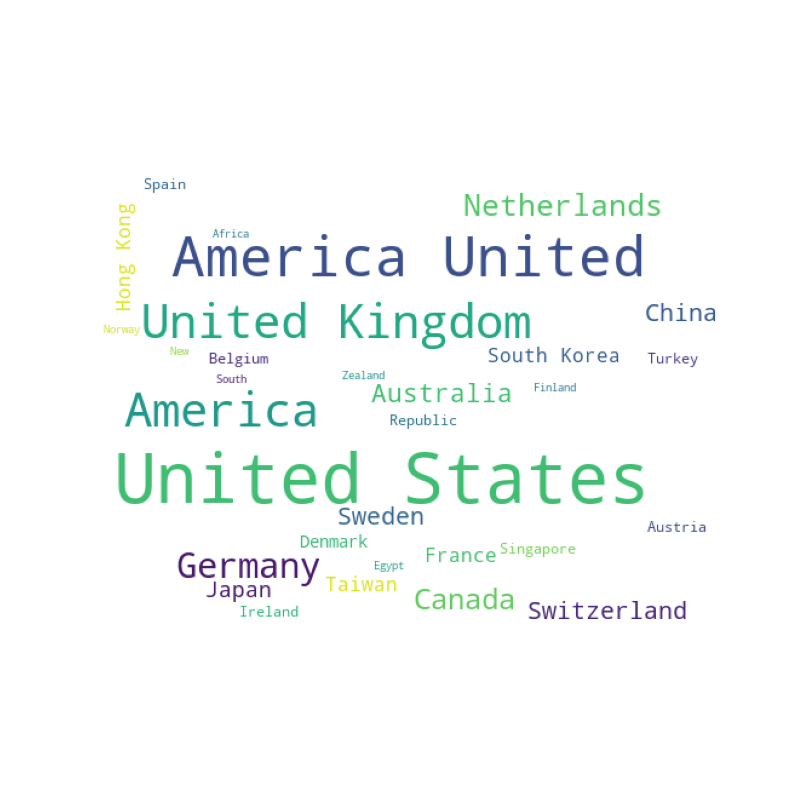 Spain
Netherlands
Hong Kong
Africa
America United
United Kingdom
China
Norway
New
Belgium
South Korea
Turkey
South
Zealand
Australia
Finland
America
Republic
United States
Sweden
Austria
Denmark
France
Singapore
Germany
Egypt
Japan
Taiwan
Canada
Ireland
Switzerland